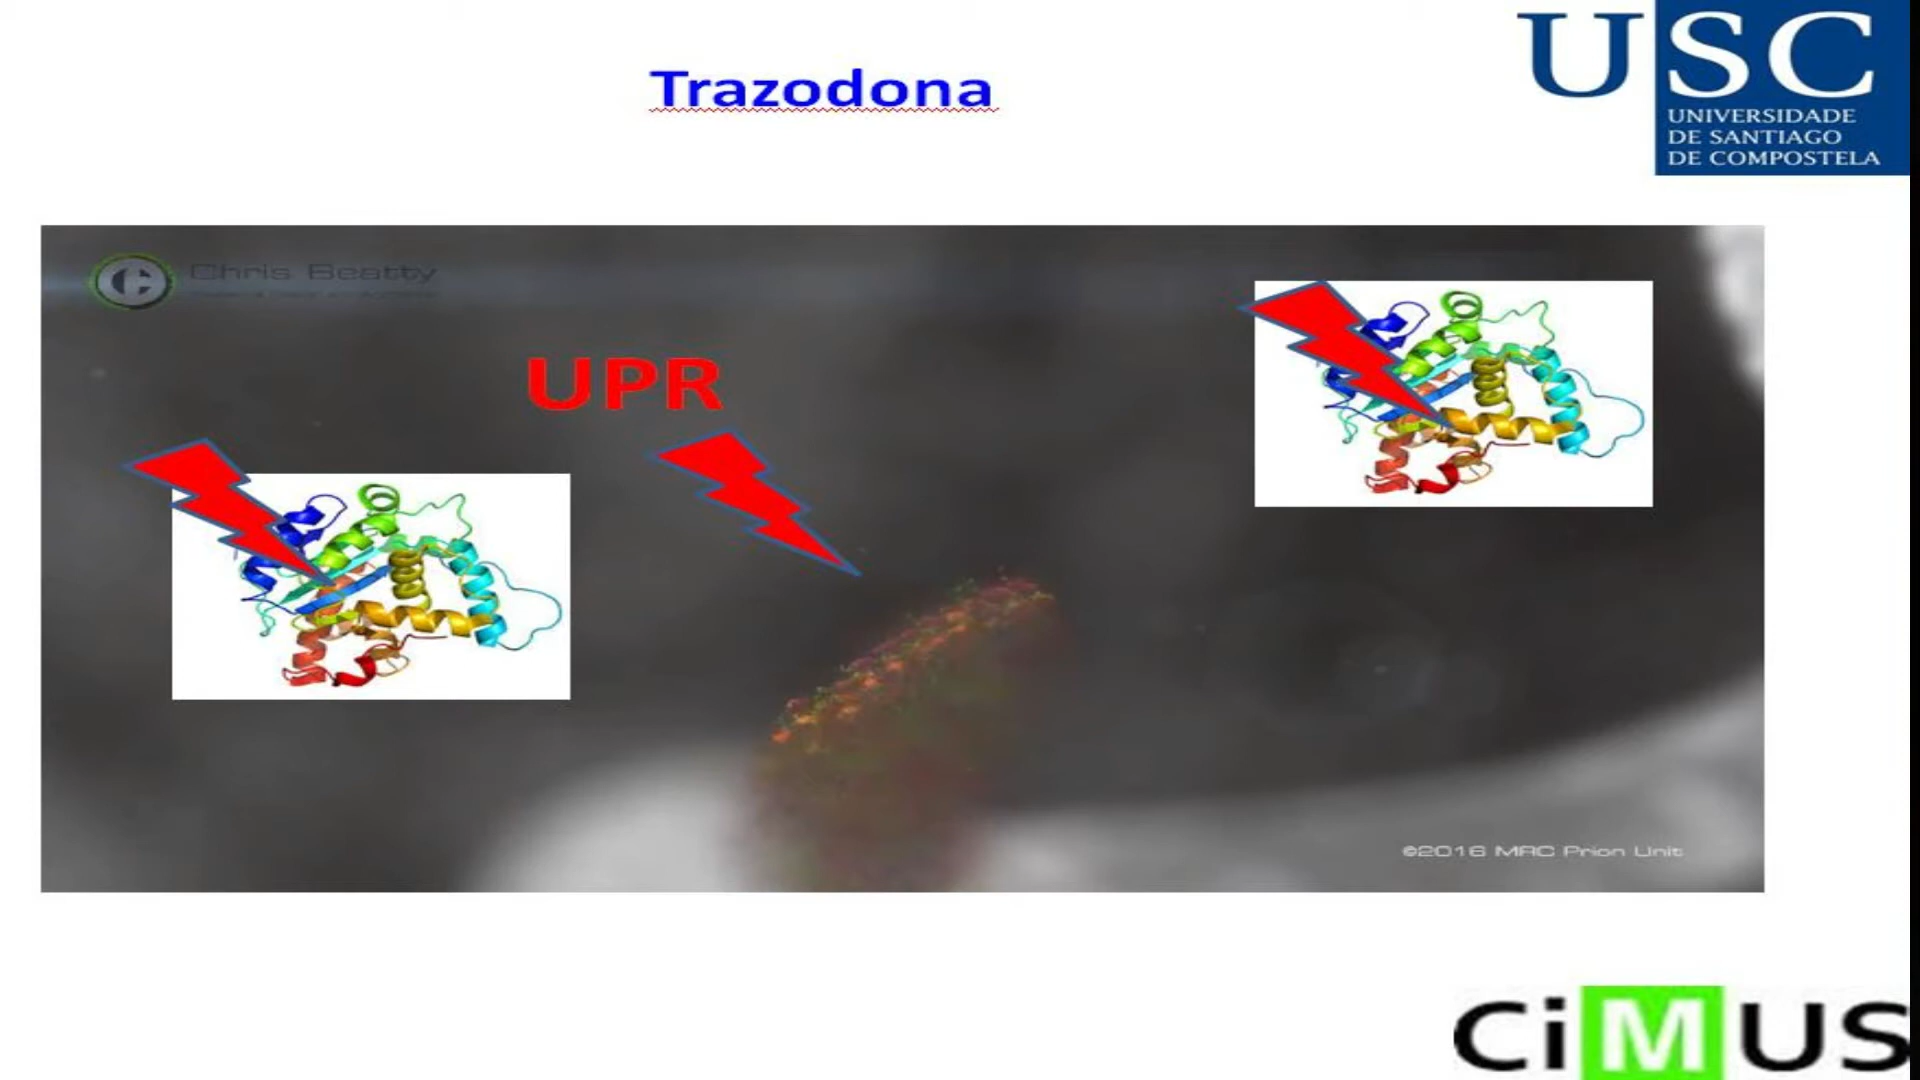 Trazodona
USC
UNIVERSIDADE
DE SANTIAGO
DE COMPOSTELA
Chris Beatty
UPR
©2016 MRC Prion Unit
CiMUS